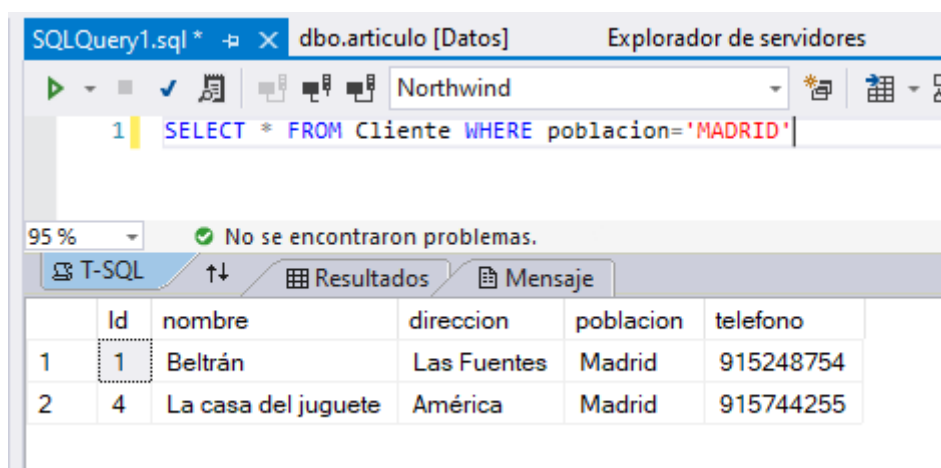 SQLQuery1.sql* dbo.articulo [Datos] Explorador de servidores
Northwind
1 SELECT * FROM Cliente WHERE poblacion='MADRID'
95 % No se encontraron problemas.
T-SQL Resultados Mensaje
Id nombre direccion poblacion telefono
1 1 Beltrán Las Fuentes Madrid 915248754
2 4 La casa del juguete América Madrid 915744255